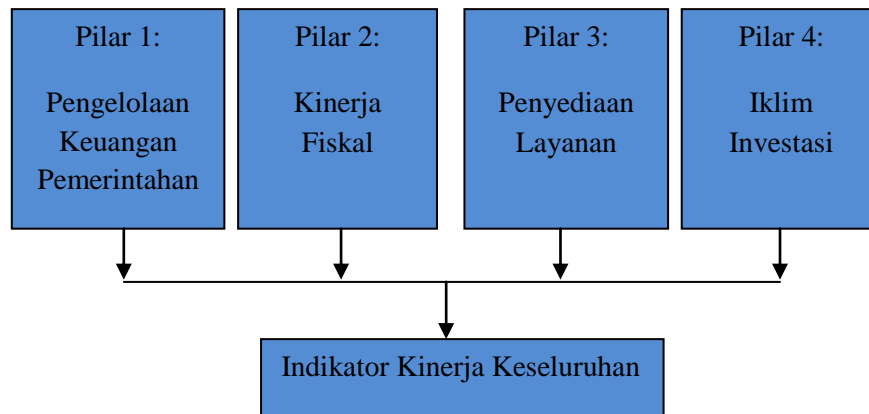 Pilar 1:
Pengelolaan
Keuangan
Pemerintahan
Pilar 2:
Kinerja
Fiskal
Pilar 3:
Penyediaan
Layanan
Pilar 4:
Iklim
Investasi
Indikator Kinerja Keseluruhan